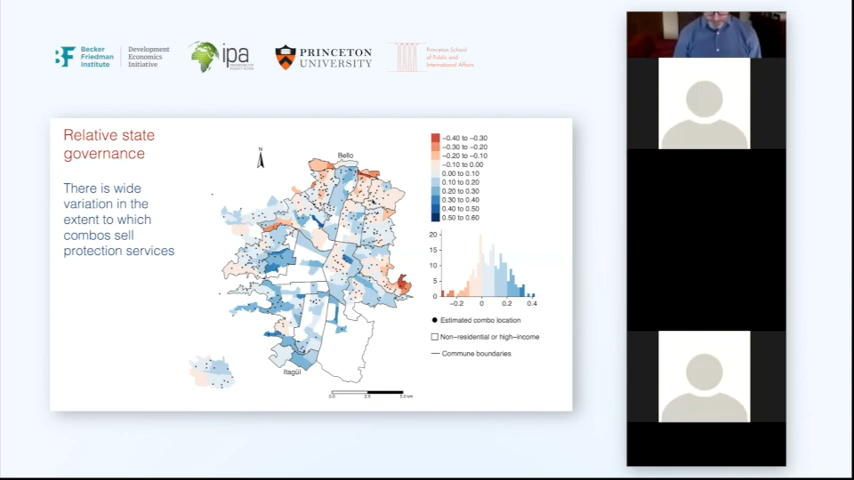 Becker
Friedman
Institute
Development
Economics
Initiative
ipa
PRINCETON
UNIVERSITY
Princeton School
of Public and
International Affairs
Relative state
governance
There is wide
variation in the
extent to which
combos sell
protection services
N
Bello
Itagüí
−0.40 to −0.30
−0.30 to −0.20
−0.20 to −0.10
−0.10 to 0.00
0.00 to 0.10
0.10 to 0.20
0.20 to 0.30
0.30 to 0.40
0.40 to 0.50
0.50 to 0.60
20
15
10
5
0
−0.2
0
0.2
0.4
Estimated combo location
Non−residential or high−income
Commune boundaries